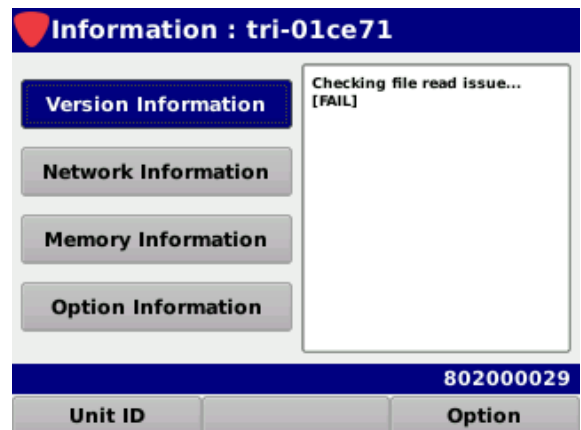 Information : tri-01ce71
Version Information
Network Information
Memory Information
Option Information
Checking file read issue...
[FAIL]
802000029
Unit ID
Option